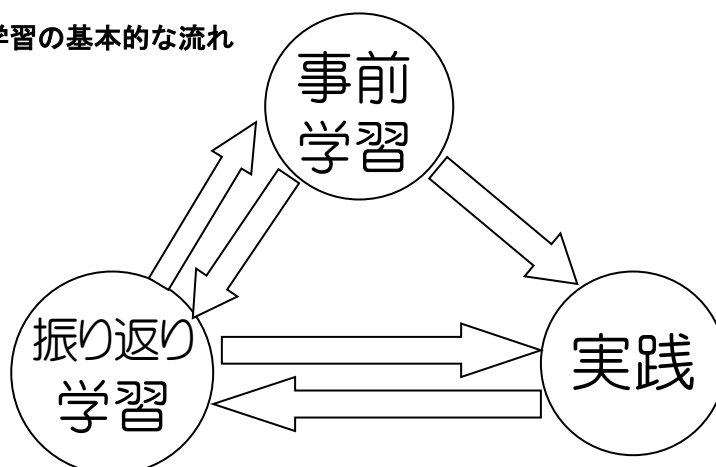 学習の基本的な流れ
事前
学習
振り返り
学習
実践